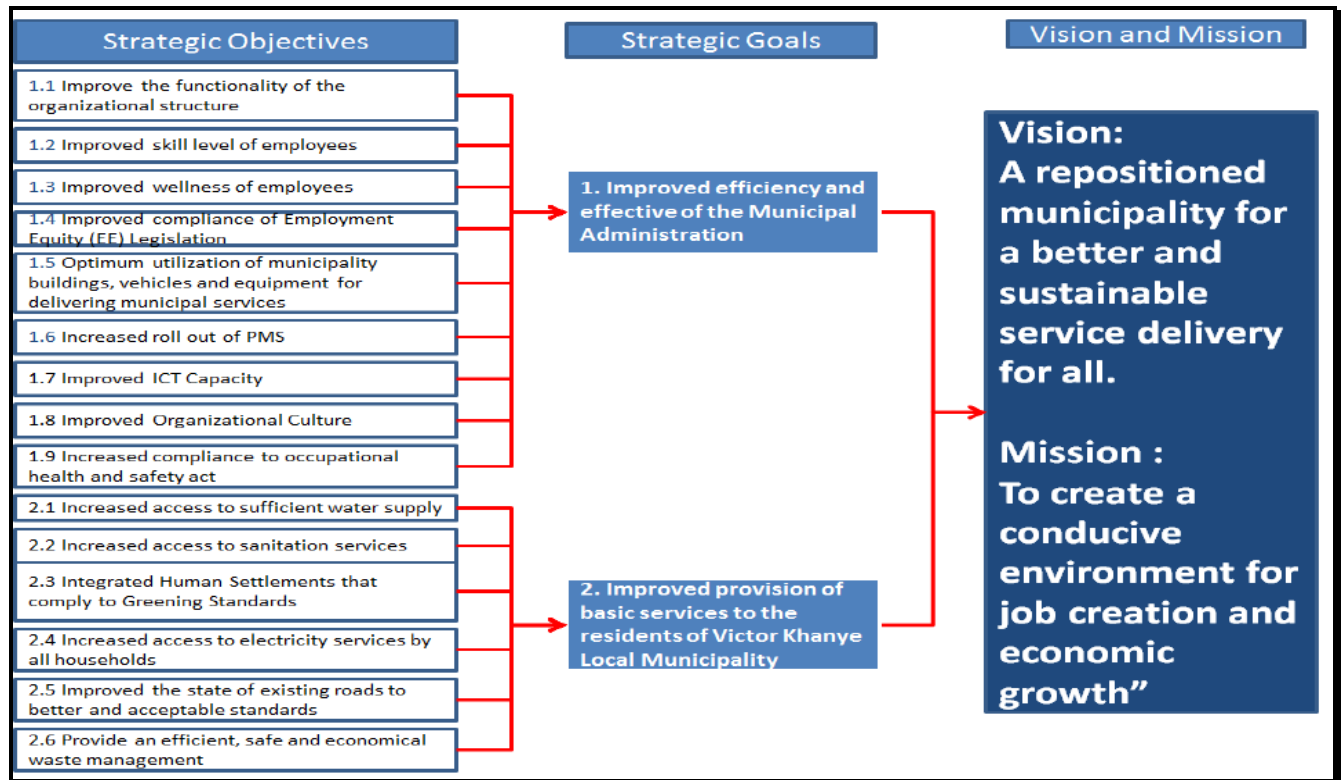 Strategic Objectives
Strategic Goals
Vision and Mission
1.1 Improve the functionality of the
organizational structure
1.2 Improved skill level of employees
1.3 Improved wellness of employees
1.4 Improved compliance of Employment
Equity (EE) Legislation
1.5 Optimum utilization of municipality
buildings, vehicles and equipment for
delivering municipal services
1.6 Increased roll out of PMS
1.7 Improved ICT Capacity
1.8 Improved Organizational Culture
1.9 Increased compliance to occupational
health and safety act
2.1 Increased access to sufficient water supply
2.2 Increased access to sanitation services
2.3 Integrated Human Settlements that
comply to Greening Standards
2.4 Increased access to electricity services by
all households
2.5 Improved the state of existing roads to
better and acceptable standards
2.6 Provide an efficient, safe and economical
waste management
1. Improved efficiency and
effective of the Municipal
Administration
2. Improved provision of
basic services to the
residents of Victor Khanye
Local Municipality
Vision:
A repositioned
municipality for
a better and
sustainable
service delivery
for all.
Mission :
To create a
conducive
environment for
job creation and
economic
growth”